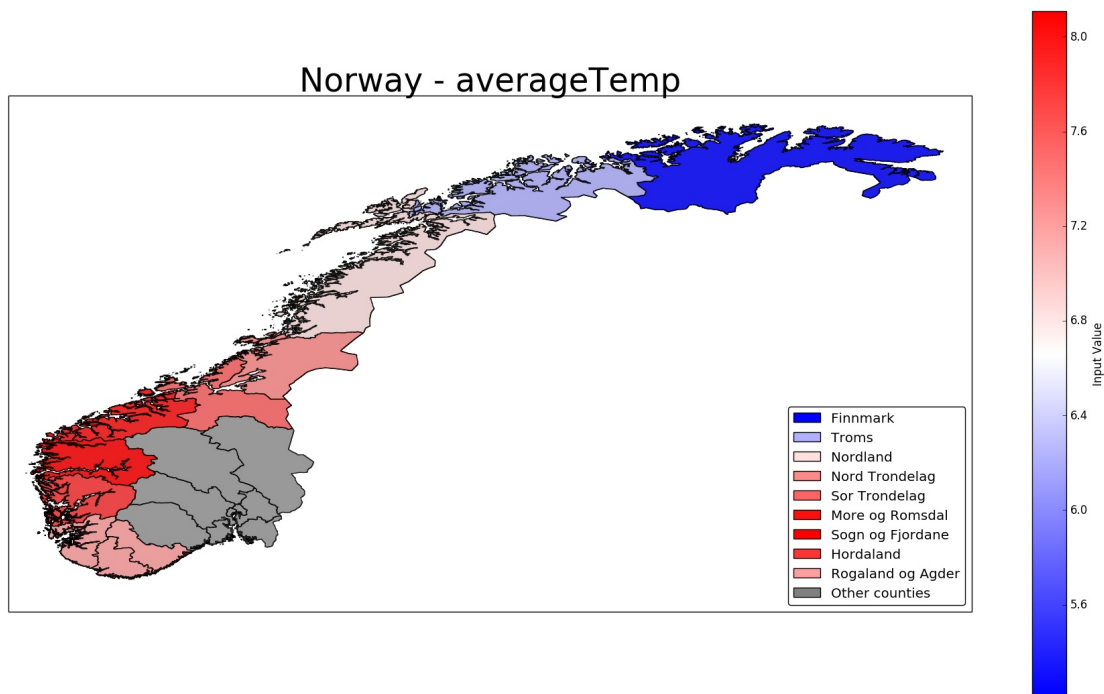 Norway - averageTemp
8.0
7.6
7.2
6.8
6.4
6.0
5.6
Input Value
Finnmark
Troms
Nordland
Nord Trondelag
Sor Trondelag
More og Romsdal
Sogn og Fjordane
Hordaland
Rogaland og Agder
Other counties